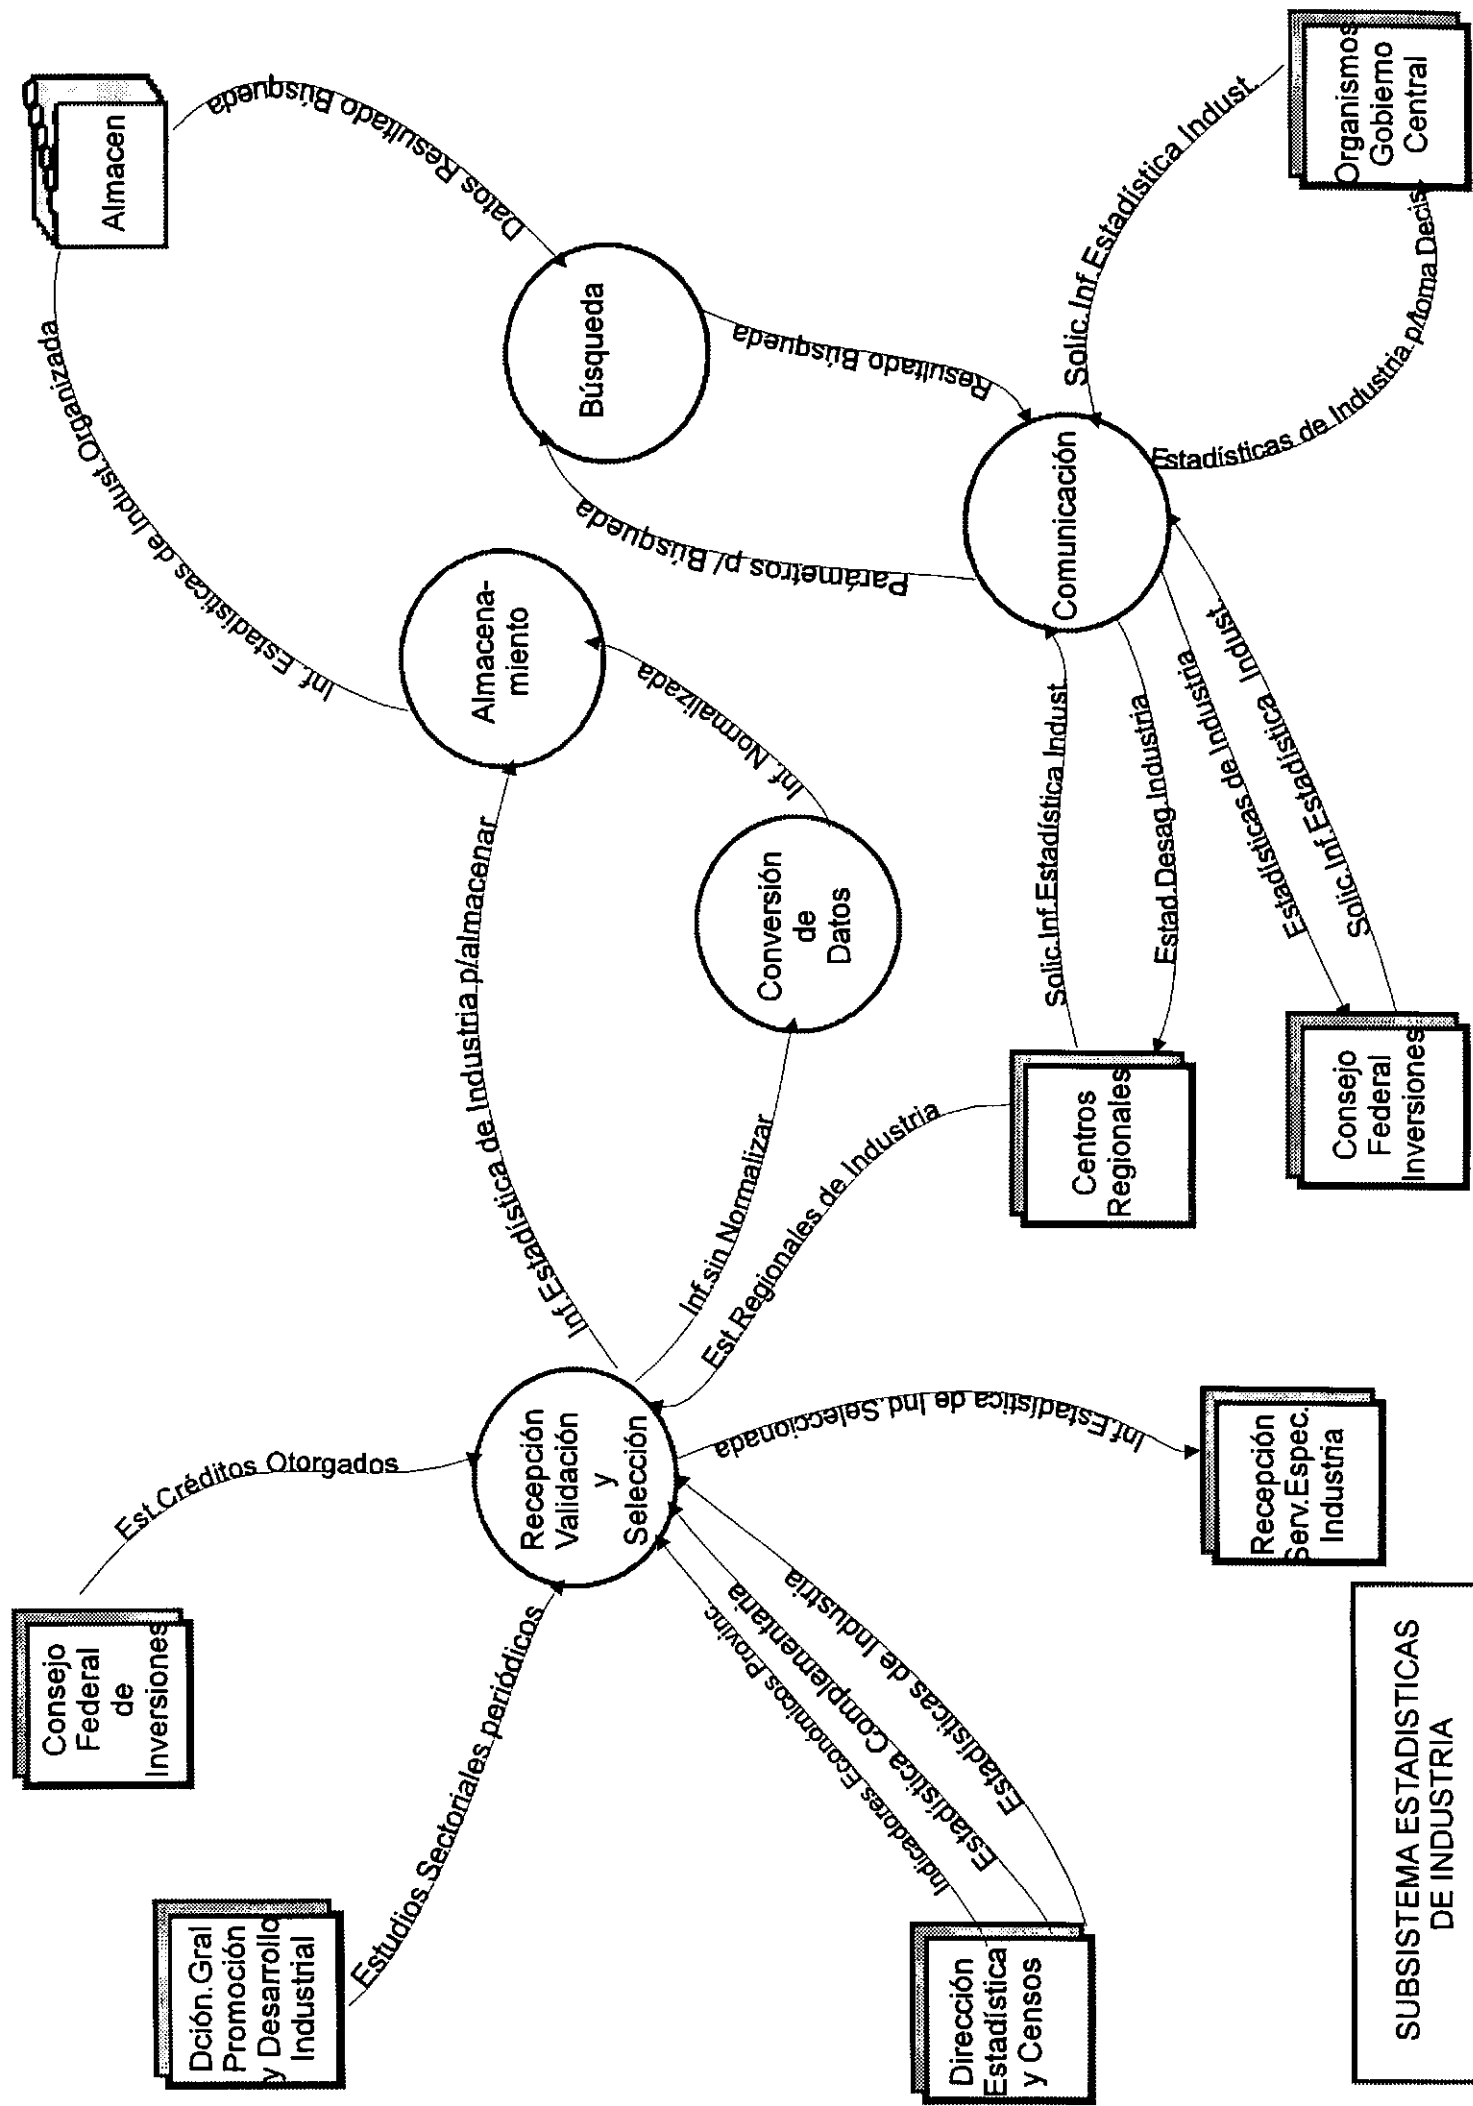 Dción.Gral
Promoción
y Desarrollo
Industrial
Consejo
Federal
de
Inversiones
Estudios Sectoriales periódicos
Est.Créditos Otorgados
Dirección
Estadística
y Censos
Indicadores.Económicos.Provinc.
Estadística Complementaria
Estadísticas de Industria
Recepción
Validación
y
Selección
Inf.Estadística de Ind.Seleccionada
Recepción
Serv.Espec.
Industria
Est.Regionales de Industria
Inf.sin Normalizar
Inf.Estadística de Industria.p/almacenar
Conversión
de
Datos
Inf. Normalizada
Almacena-
miento
Inf. Estadísticas de Indust.Organizada
Almacen
Datos Resultado Búsqueda
Búsqueda
Parámetros p/ Búsqueda
Resultado Búsqueda
Comunicación
Centros
Regionales
Solic.Inf.Estadística Indust.
Estad.Desag.Industria
Consejo
Federal
Inversiones
Estadísticas de Industria
Solic.Inf.Estadística Indust.
Solic.Inf.Estadística Indust.
Estadísticas de Industria p/toma Decis
Organismos
Gobierno
Central
SUBSISTEMA ESTADISTICAS
DE INDUSTRIA